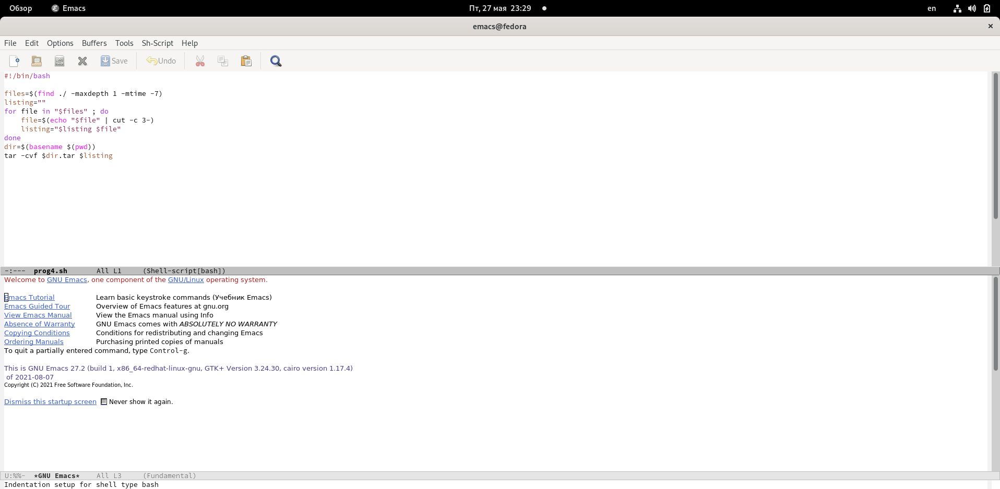 Обзор Emacs Пт, 27 мая 23:29 en
emacs@fedora
File Edit Options Buffers Tools Sh-Script Help
Save Undo
#!/bin/bash
files=$(find ./ -maxdepth 1 -mtime -7)
listing=""
for file in "$files" ; do
    file=$(echo "$file" | cut -c 3-)
    listing="$listing $file"
done
dir=$(basename $(pwd))
tar -cvf $dir.tar $listing
-:--- prog4.sh All L1 (Shell-script[bash])
Welcome to GNU Emacs, one component of the GNU/Linux operating system.
Emacs Tutorial Learn basic keystroke commands (Учебник Emacs)
Emacs Guided Tour Overview of Emacs features at gnu.org
View Emacs Manual View the Emacs manual using Info
Absence of Warranty GNU Emacs comes with ABSOLUTELY NO WARRANTY
Copying Conditions Conditions for redistributing and changing Emacs
Ordering Manuals Purchasing printed copies of manuals
To quit a partially entered command, type Control-g.
This is GNU Emacs 27.2 (build 1, x86_64-redhat-linux-gnu, GTK+ Version 3.24.30, cairo version 1.17.4)
of 2021-08-07
Copyright (C) 2021 Free Software Foundation, Inc.
Dismiss this startup screen Never show it again.
U:%%- *GNU Emacs* All L3 (Fundamental)
Indentation setup for shell type bash